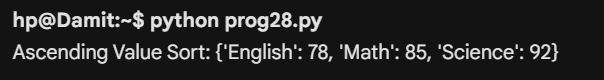 hp@Damit:~$ python prog28.py
Ascending Value Sort: {'English': 78, 'Math': 85, 'Science': 92}